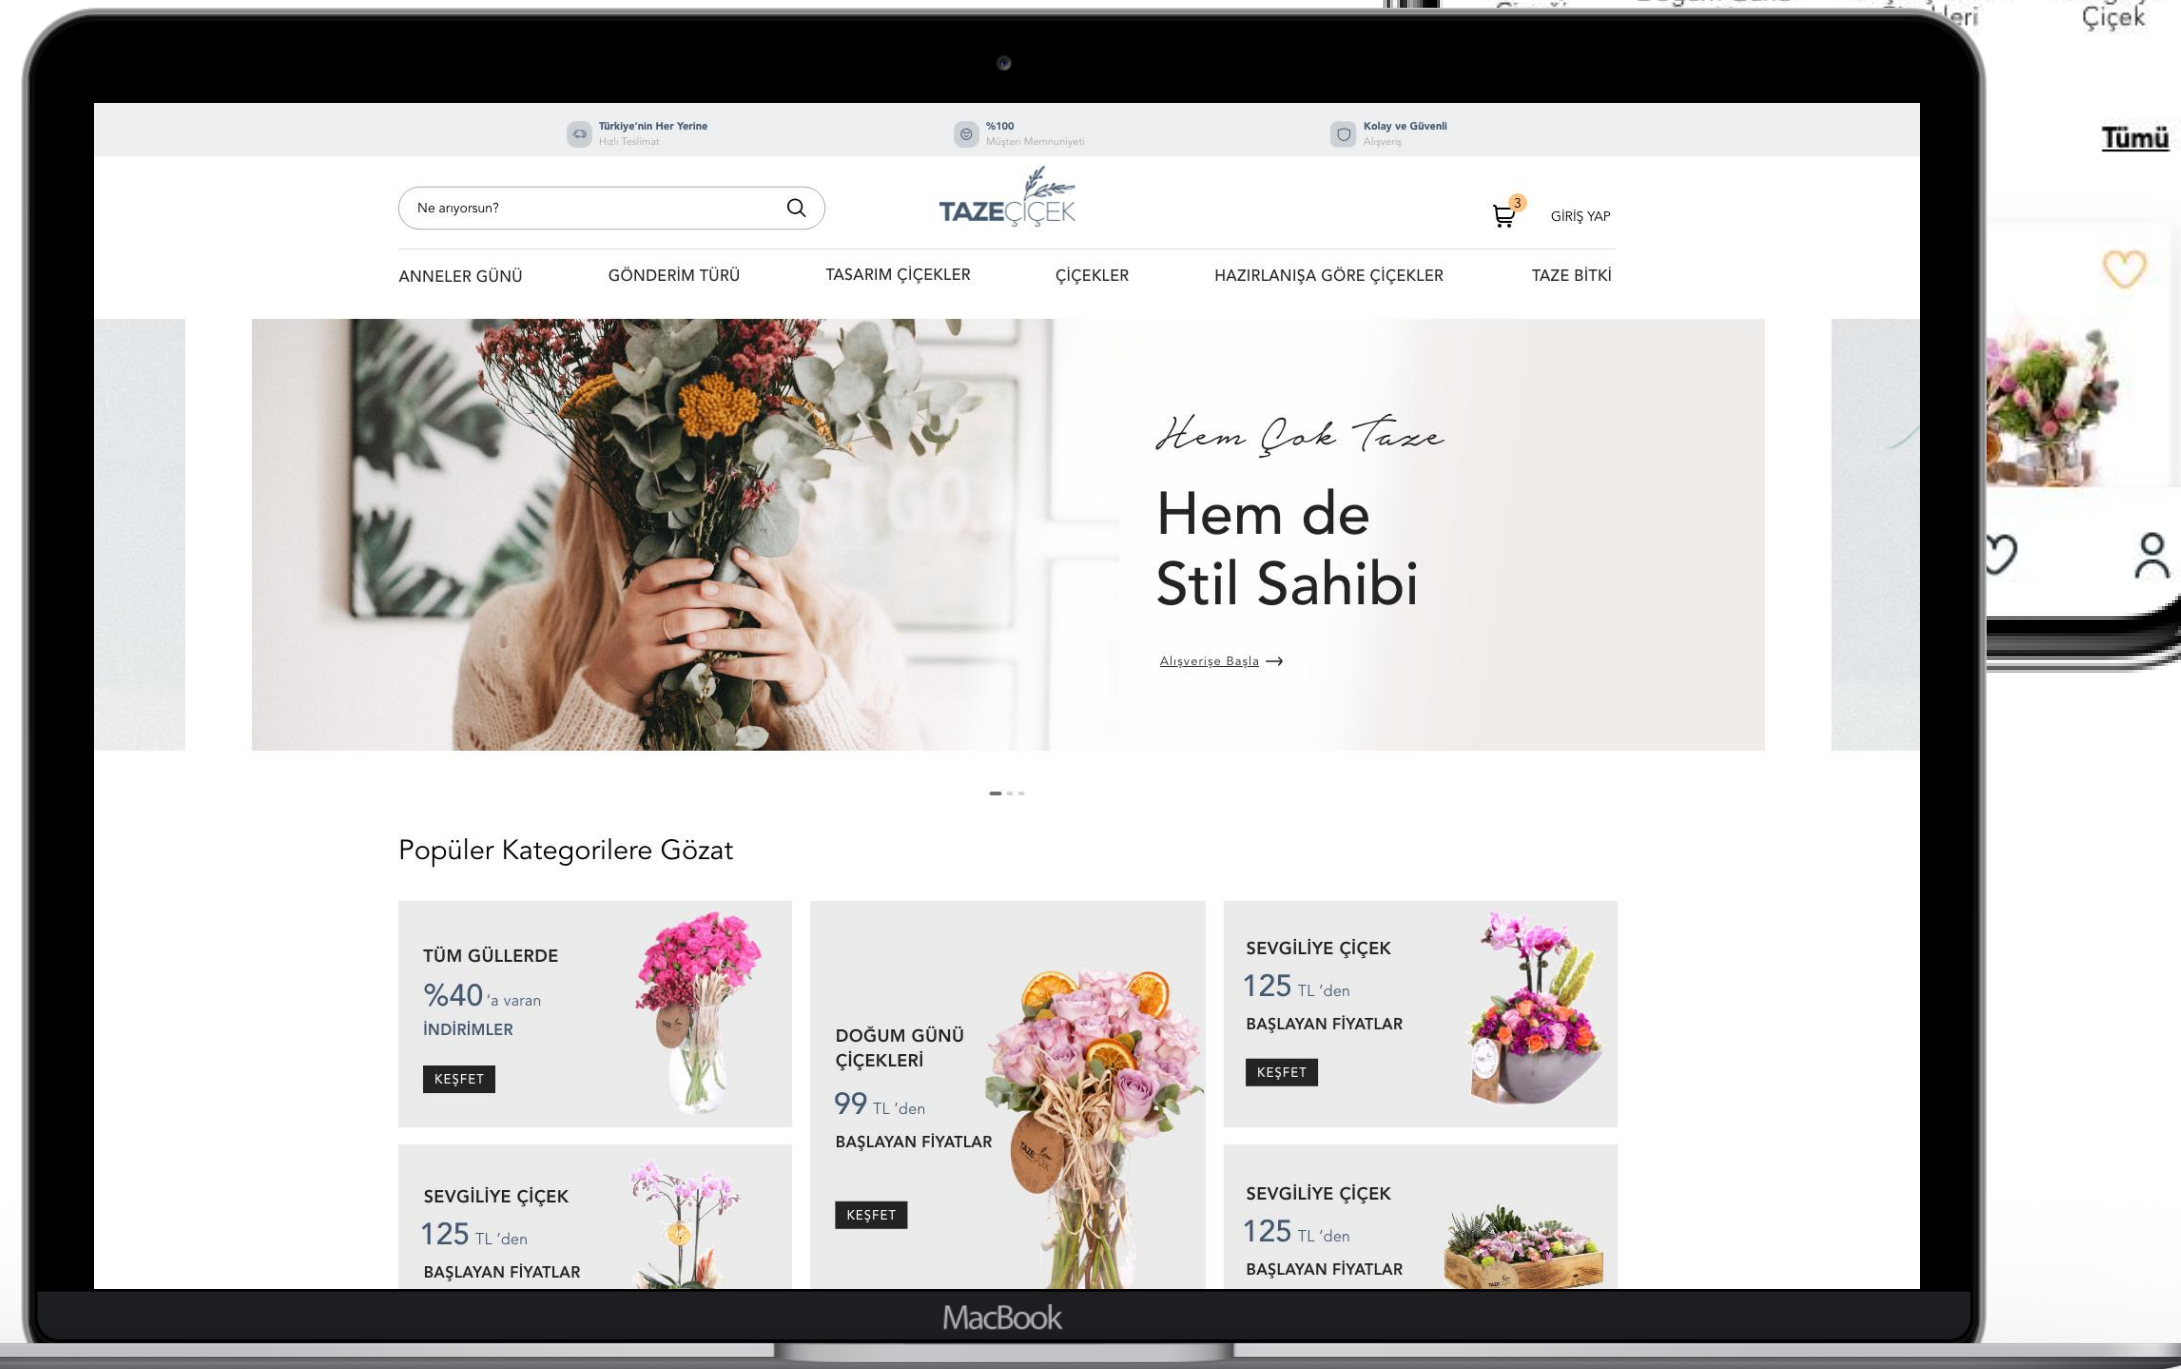 Çiçek
Tümü
Türkiye'nin Her Yerine
Hızlı Teslimat
%100
Müşteri Memnuniyeti
Kolay ve Güvenli
Alışveriş
Ne arıyorsun?
TAZEÇİÇEK
3
GİRİŞ YAP
ANNELER GÜNÜ
GÖNDERİM TÜRÜ
TASARIM ÇİÇEKLER
ÇİÇEKLER
HAZIRLANIŞA GÖRE ÇİÇEKLER
TAZE BİTKİ
Hem Çok Taze
Hem de
Stil Sahibi
Alışverişe Başla
Popüler Kategorilere Gözat
TÜM GÜLLERDE
%40 'a varan
İNDİRİMLER
KEŞFET
DOĞUM GÜNÜ
ÇİÇEKLERİ
99 TL 'den
BAŞLAYAN FİYATLAR
KEŞFET
SEVGİLİYE ÇİÇEK
125 TL 'den
BAŞLAYAN FİYATLAR
KEŞFET
SEVGİLİYE ÇİÇEK
125 TL 'den
BAŞLAYAN FİYATLAR
SEVGİLİYE ÇİÇEK
125 TL 'den
BAŞLAYAN FİYATLAR
MacBook